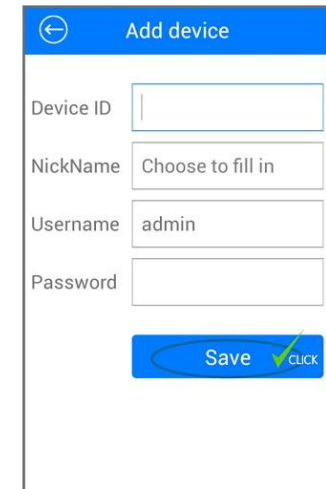 Add device
Device ID
NickName Choose to fill in
Username admin
Password
Save CLICK